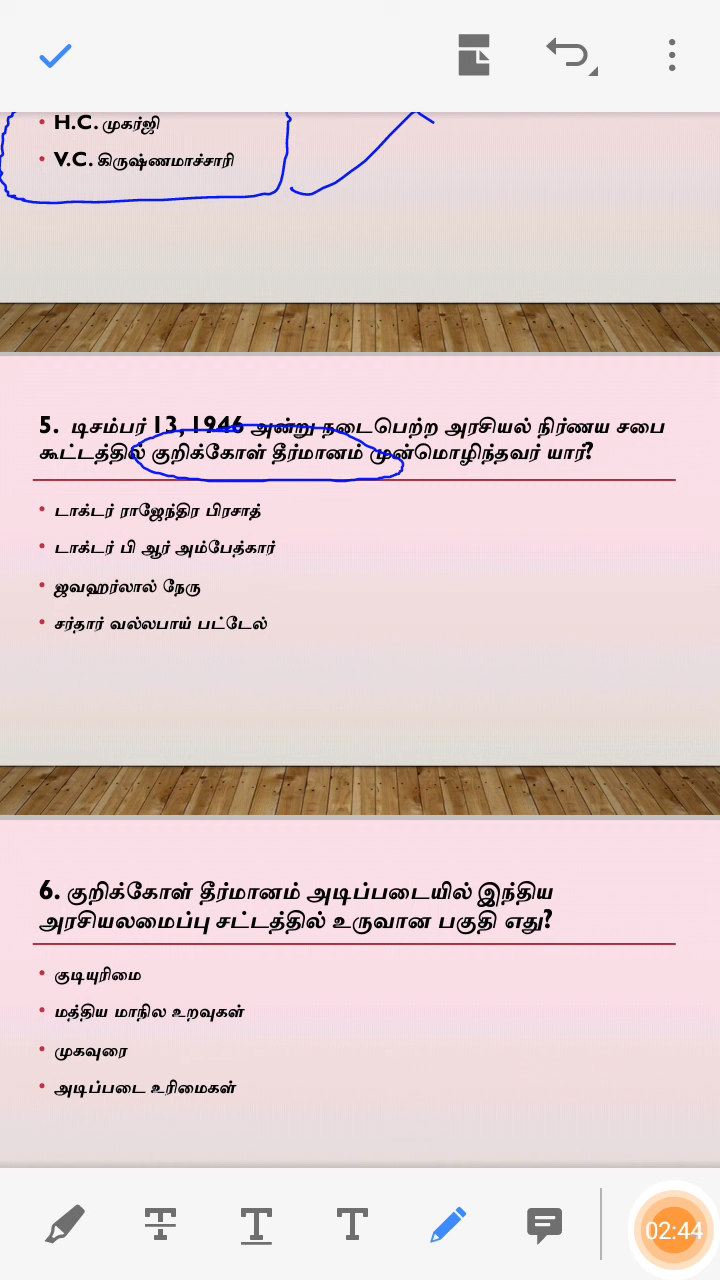 H.C. முகர்ஜி
V.C. கிருஷ்ணமாச்சாரி
5. டிசம்பர் 13, 1946 அன்று நடைபெற்ற அரசியல் நிர்ணய சபை
கூட்டத்தில் குறிக்கோள் தீர்மானம் முன்மொழிந்தவர் யார்?
டாக்டர் ராஜேந்திர பிரசாத்
டாக்டர் பி ஆர் அம்பேத்கார்
ஜவஹர்லால் நேரு
சர்தார் வல்லபாய் பட்டேல்
6. குறிக்கோள் தீர்மானம் அடிப்படையில் இந்திய
அரசியலமைப்பு சட்டத்தில் உருவான பகுதி எது?
குடியுரிமை
மத்திய மாநில உறவுகள்
முகவுரை
அடிப்படை உரிமைகள்
T T T
02:44